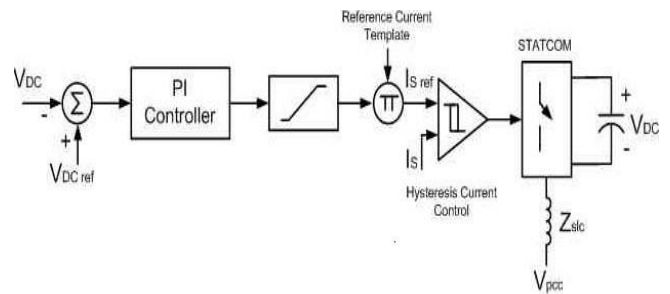 Reference Current
Template
STATCOM
VDC
-
Σ
+
VDC ref
PI
Controller
π
IS ref
IS
Hysteresis Current
Control
+
VDC
-
Zslc
Vpcc